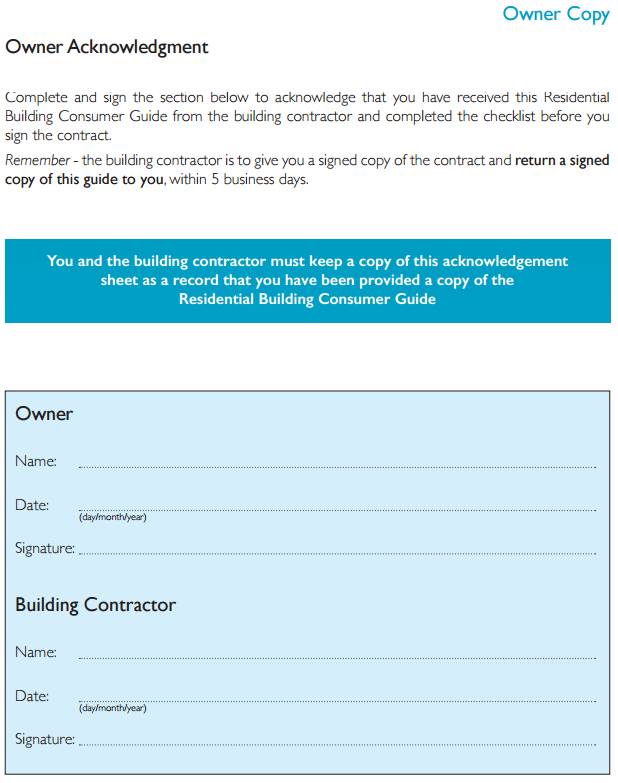 Owner Copy
Owner Acknowledgment
Complete and sign the section below to acknowledge that you have received this Residential
Building Consumer Guide from the building contractor and completed the checklist before you
sign the contract.
Remember - the building contractor is to give you a signed copy of the contract and return a signed
copy of this guide to you, within 5 business days.
You and the building contractor must keep a copy of this acknowledgement
sheet as a record that you have been provided a copy of the
Residential Building Consumer Guide
Owner
Name:
Date:
(day/month/year)
Signature:
Building Contractor
Name:
Date:
(day/month/year)
Signature: